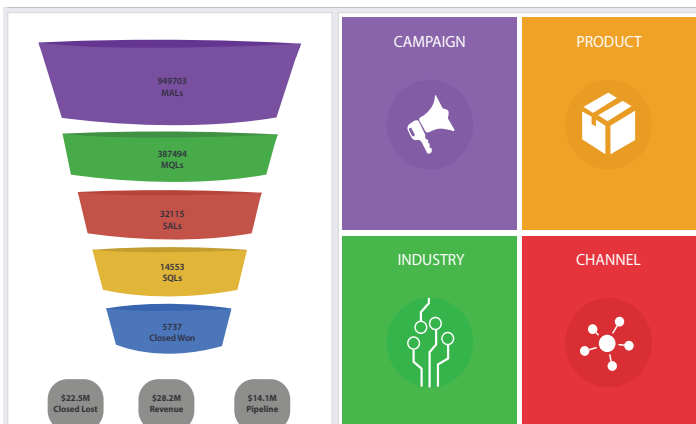 949703
MALs
387494
MQLs
32115
SALs
14553
SQLs
5737
Closed Won
$22.5M
Closed Lost
$28.2M
Revenue
$14.1M
Pipeline
CAMPAIGN
PRODUCT
INDUSTRY
CHANNEL